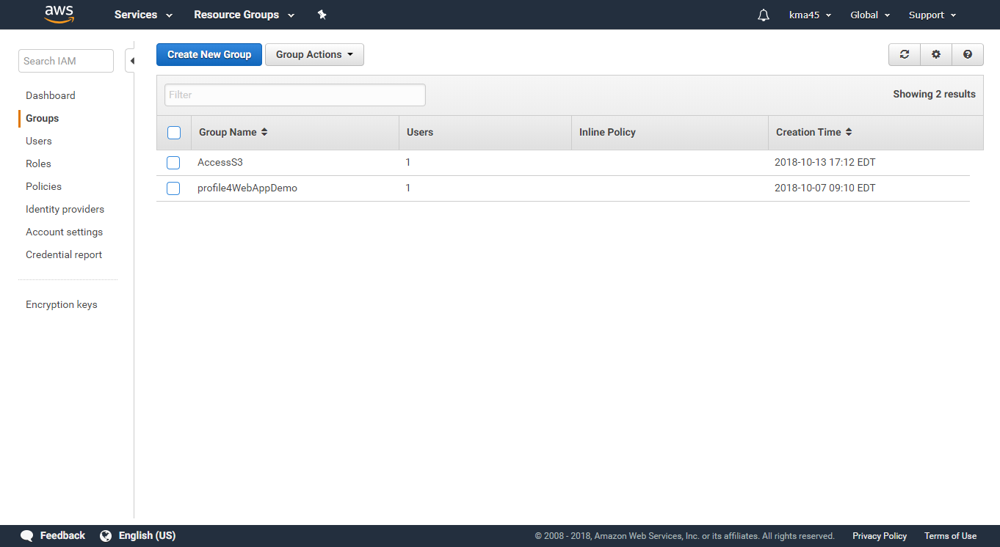 aws Services Resource Groups kma45 Global Support
Search IAM
Create New Group Group Actions
Dashboard
Groups
Users
Roles
Policies
Identity providers
Account settings
Credential report
Encryption keys
Filter Showing 2 results
Group Name Users Inline Policy Creation Time
AccessS3 1 2018-10-13 17:12 EDT
profile4WebAppDemo 1 2018-10-07 09:10 EDT
Feedback English (US) © 2008 - 2018, Amazon Web Services, Inc. or its affiliates. All rights reserved. Privacy Policy Terms of Use